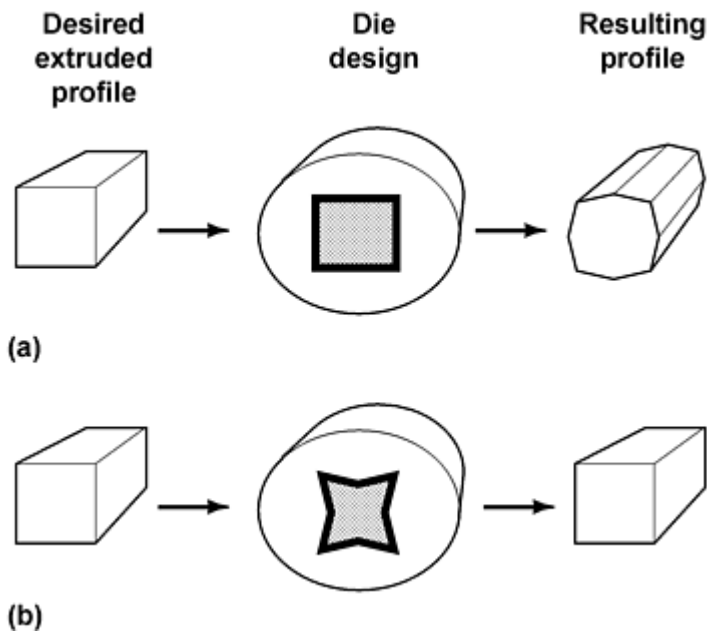 Desired
extruded
profile
Die
design
Resulting
profile
(a)
(b)